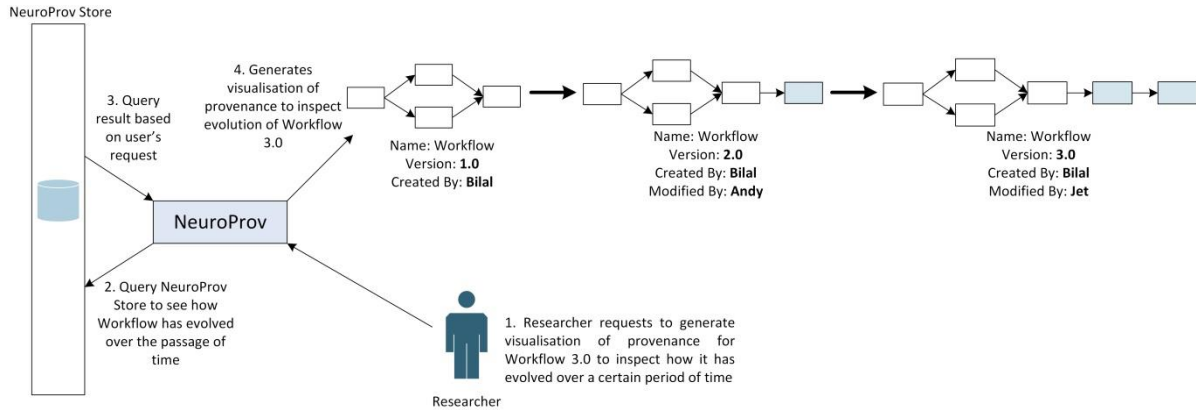 NeuroProv Store
3. Query
result based
on user's
request
4. Generates
visualisation of
provenance to inspect
evolution of Workflow
3.0
Name: Workflow
Version: 1.0
Created By: Bilal
Name: Workflow
Version: 2.0
Created By: Bilal
Modified By: Andy
Name: Workflow
Version: 3.0
Created By: Bilal
Modified By: Jet
NeuroProv
2. Query NeuroProv
Store to see how
Workflow has evolved
over the passage of
time
1. Researcher requests to generate
visualisation of provenance for
Workflow 3.0 to inspect how it has
evolved over a certain period of time
Researcher